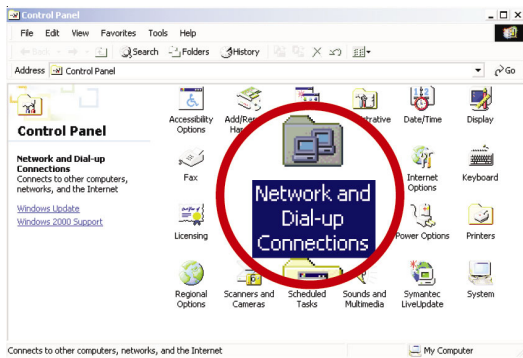 Control Panel
File Edit View Favorites Tools Help
Back Search Folders History
Address Control Panel Go
Control Panel
Network and Dial-up
Connections
Connects to other computers,
networks, and the Internet
Windows Update
Windows 2000 Support
Accessibility
Options
Date/Time
Display
Fax
Network and
Dial-up
Connections
Internet
Options
Keyboard
Licensing
Power Options
Printers
Regional
Options
Scanners and
Cameras
Scheduled
Tasks
Sounds and
Multimedia
Symantec
LiveUpdate
System
Connects to other computers, networks, and the Internet My Computer